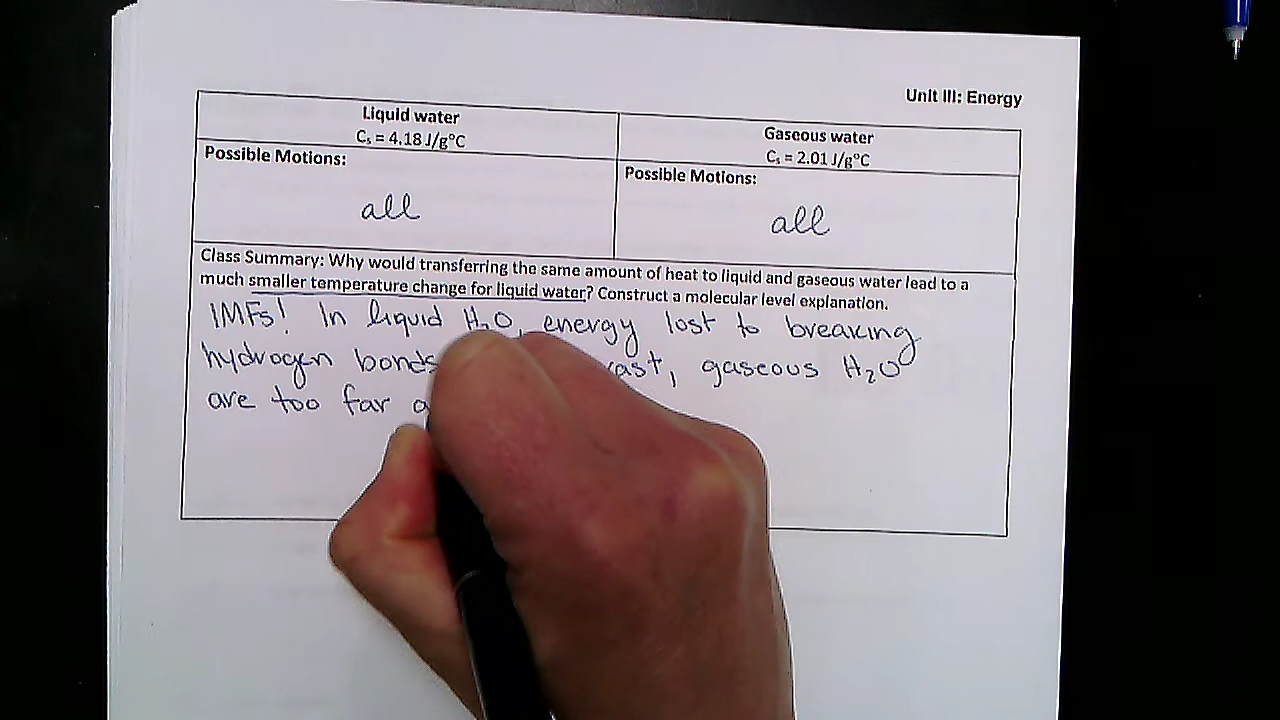 Unit III: Energy
Liquid water
Cₛ = 4.18 J/g°C
Gaseous water
Cₛ = 2.01 J/g°C
Possible Motions:
Possible Motions:
all
all
Class Summary: Why would transferring the same amount of heat to liquid and gaseous water lead to a
much smaller temperature change for liquid water? Construct a molecular level explanation.
IMFs! In liquid H₂O, energy lost to breaking
hydrogen bonds gaseous H₂O
are too far